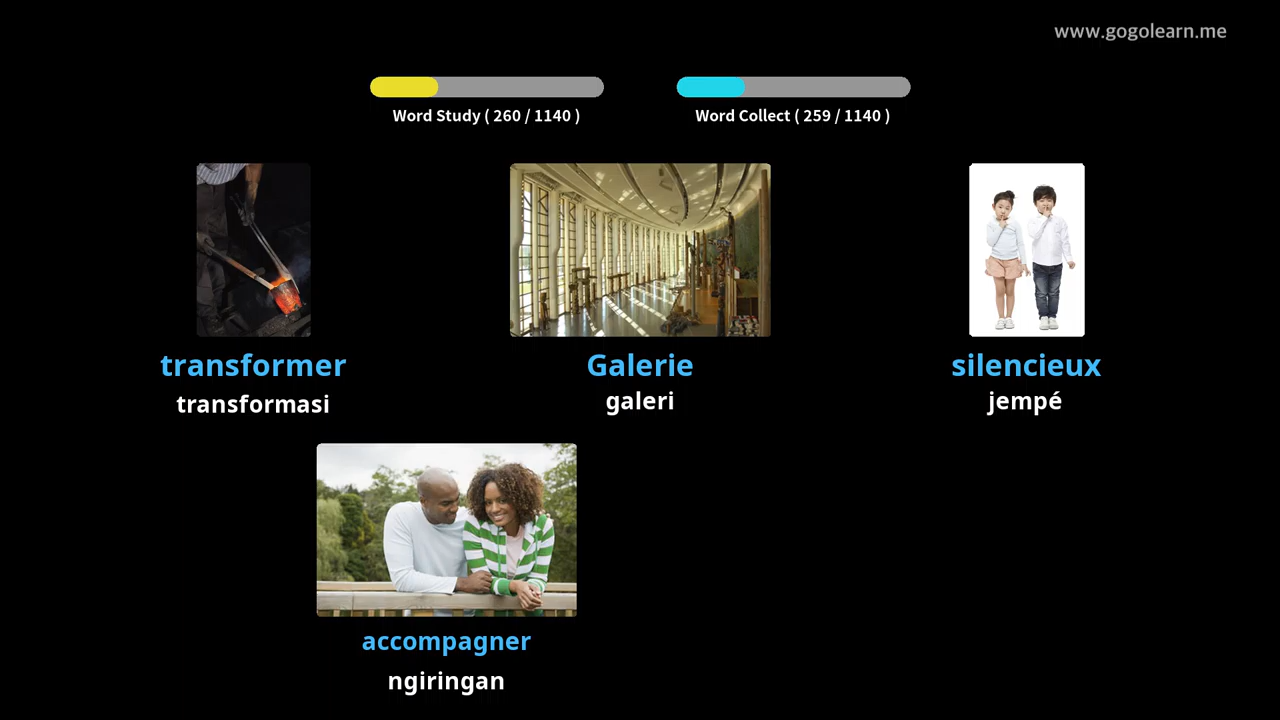 www.gogolearn.me
Word Study ( 260 / 1140 )
Word Collect ( 259 / 1140 )
transformer
transformasi
Galerie
galeri
silencieux
jempé
accompagner
ngiringan